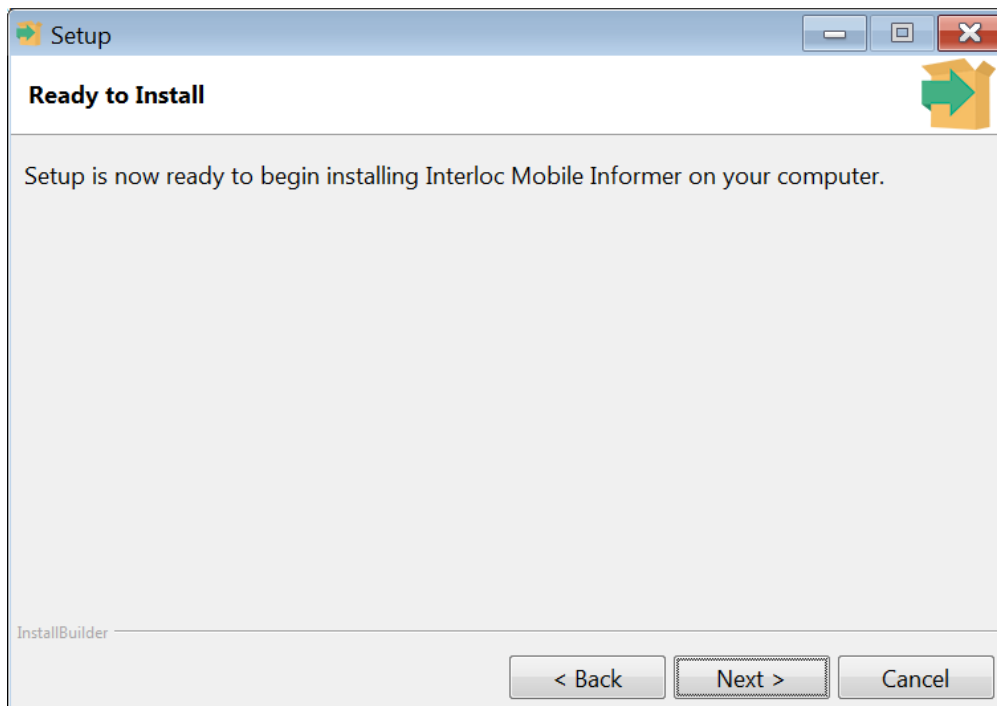 Setup
Ready to Install
Setup is now ready to begin installing Interloc Mobile Informer on your computer.
InstallBuilder
< Back Next > Cancel